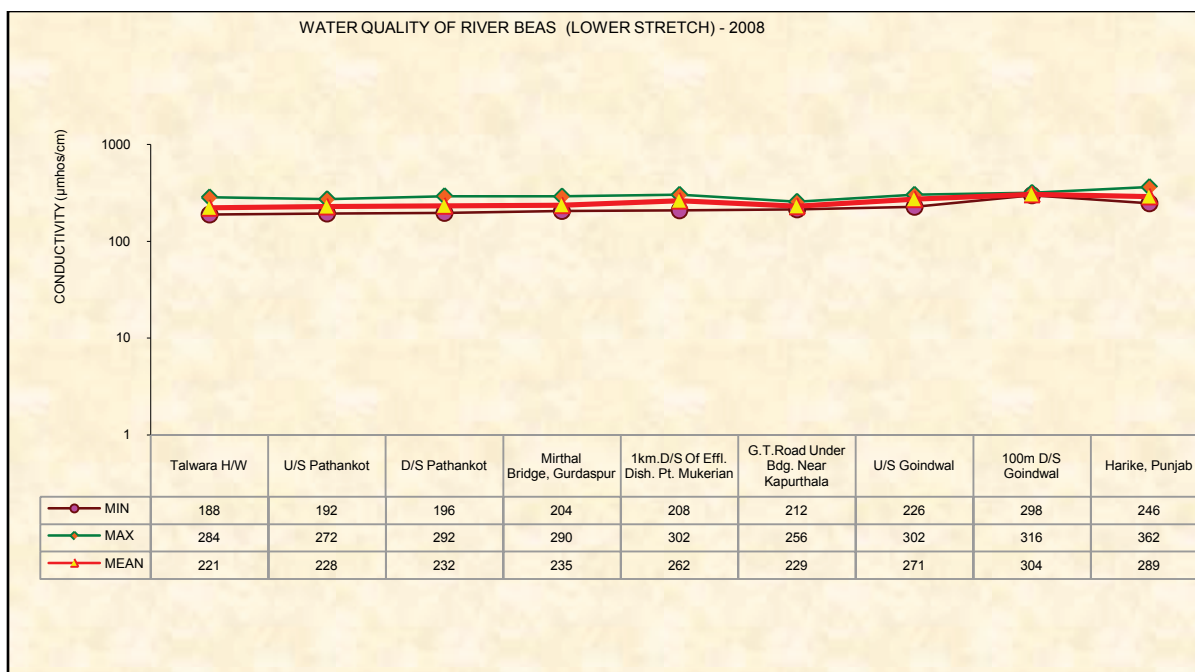 WATER QUALITY OF RIVER BEAS (LOWER STRETCH) - 2008
CONDUCTIVITY (µmhos/cm)
1000
100
10
1
Talwara H/W U/S Pathankot D/S Pathankot Mirthal Bridge, Gurdaspur 1km.D/S Of Effl. Dish. Pt. Mukerian G.T.Road Under Bdg. Near Kapurthala U/S Goindwal 100m D/S Goindwal Harike, Punjab
MIN 188 192 196 204 208 212 226 298 246
MAX 284 272 292 290 302 256 302 316 362
MEAN 221 228 232 235 262 229 271 304 289